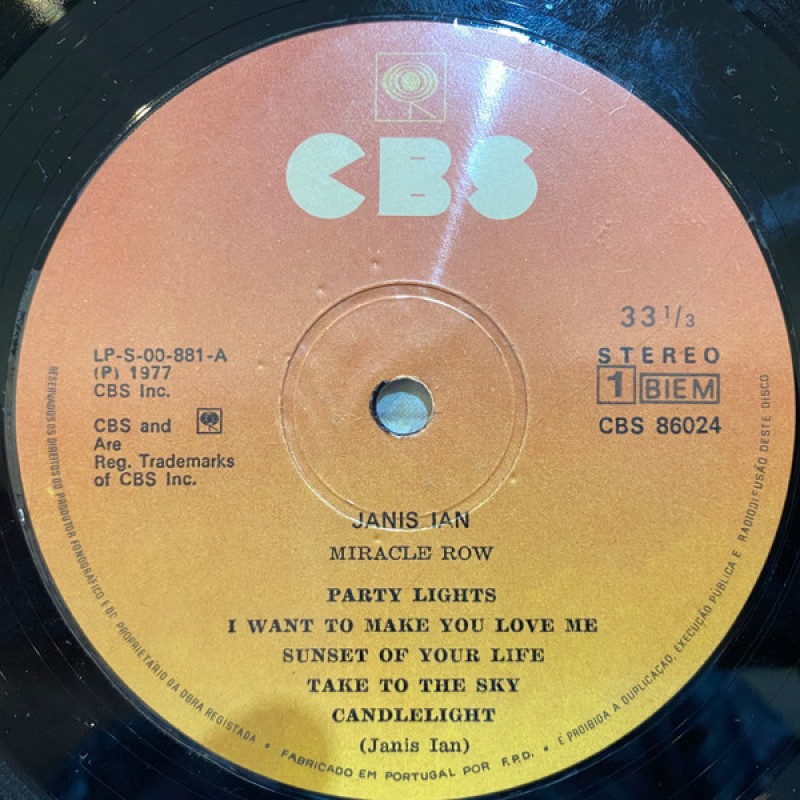 CBS
33 1/3
STEREO
1 BIEM
CBS 86024
LP-S-00-881-A
(P) 1977
CBS Inc.
CBS and
Are
Reg. Trademarks
of CBS Inc.
JANIS IAN
MIRACLE ROW
PARTY LIGHTS
I WANT TO MAKE YOU LOVE ME
SUNSET OF YOUR LIFE
TAKE TO THE SKY
CANDLELIGHT
(Janis Ian)
RESERVADOS OS DIREITOS DO PRODUTOR FONOGRÁFICO E DO PROPRIETÁRIO DA OBRA REGISTADA • FABRICADO EM PORTUGAL POR F.P.D. • É PROIBIDA A DUPLICAÇÃO, EXECUÇÃO PÚBLICA E RADIODIFUSÃO DESTE DISCO